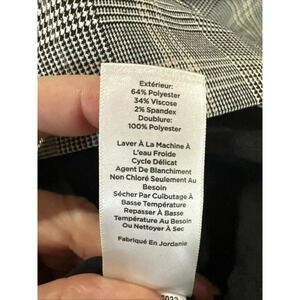 Extérieur:
64% Polyester
34% Viscose
2% Spandex
Doublure:
100% Polyester
Laver À La Machine À
L'eau Froide
Cycle Délicat
Agent De Blanchiment
Non Chloré Seulement Au
Besoin
Sécher Par Culbutage À
Basse Température
Repasser À Basse
Température Au Besoin
Ou Nettoyer À Sec
Fabriqué En Jordanie